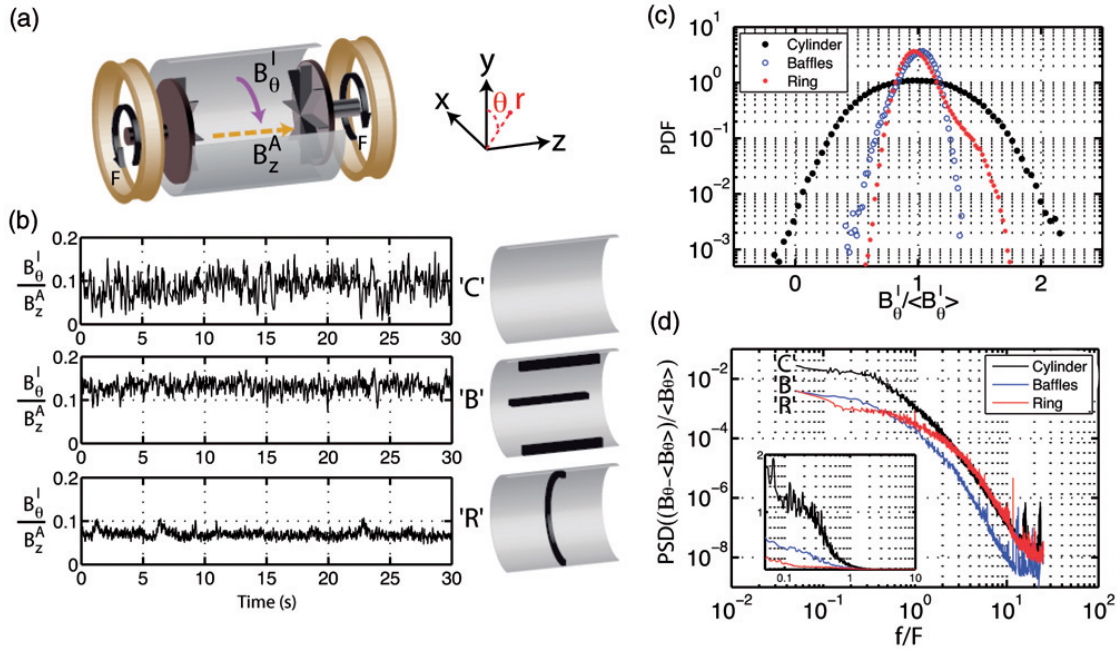 (a)
B_θ^I
B_z^A
F
F
x
y
θ
r
z
(b)
B_θ^I
B_z^A
0.2
0.1
0
0 5 10 15 20 25 30
'C'
B_θ^I
B_z^A
0.2
0.1
0
0 5 10 15 20 25 30
'B'
B_θ^I
B_z^A
0.2
0.1
0
0 5 10 15 20 25 30
Time (s)
'R'
(c)
PDF
10^1
10^0
10^-1
10^-2
10^-3
Cylinder
Baffles
Ring
0 1 2
B_θ^I/<B_θ^I>
(d)
PSD((B_θ-<B_θ>)/<B_θ>)
10^-2
10^-4
10^-6
10^-8
'C'
'B'
'R'
Cylinder
Baffles
Ring
2
1
0.1 1 10
10^-2 10^-1 10^0 10^1 10^2
f/F